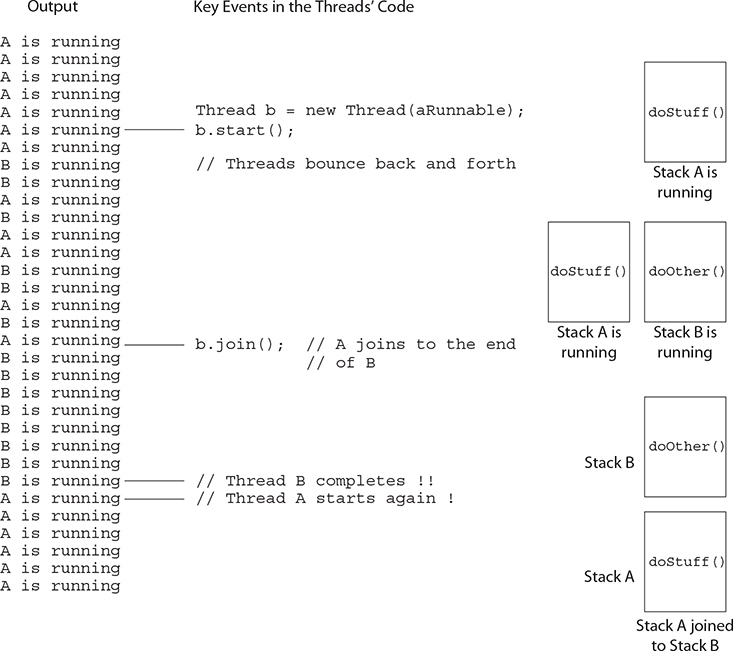 Output Key Events in the Threads' Code
A is running
A is running
A is running
A is running
A is running Thread b = new Thread(aRunnable);
A is running b.start();
A is running
B is running // Threads bounce back and forth
B is running
A is running
B is running
A is running
A is running
B is running
B is running
A is running
B is running
A is running b.join(); // A joins to the end
B is running // of B
B is running
B is running
B is running
B is running
B is running
B is running
B is running // Thread B completes !!
A is running // Thread A starts again !
A is running
A is running
A is running
A is running
A is running
doStuff()
Stack A is
running
doStuff() doOther()
Stack A is Stack B is
running running
doOther()
Stack B
doStuff()
Stack A
Stack A joined
to Stack B